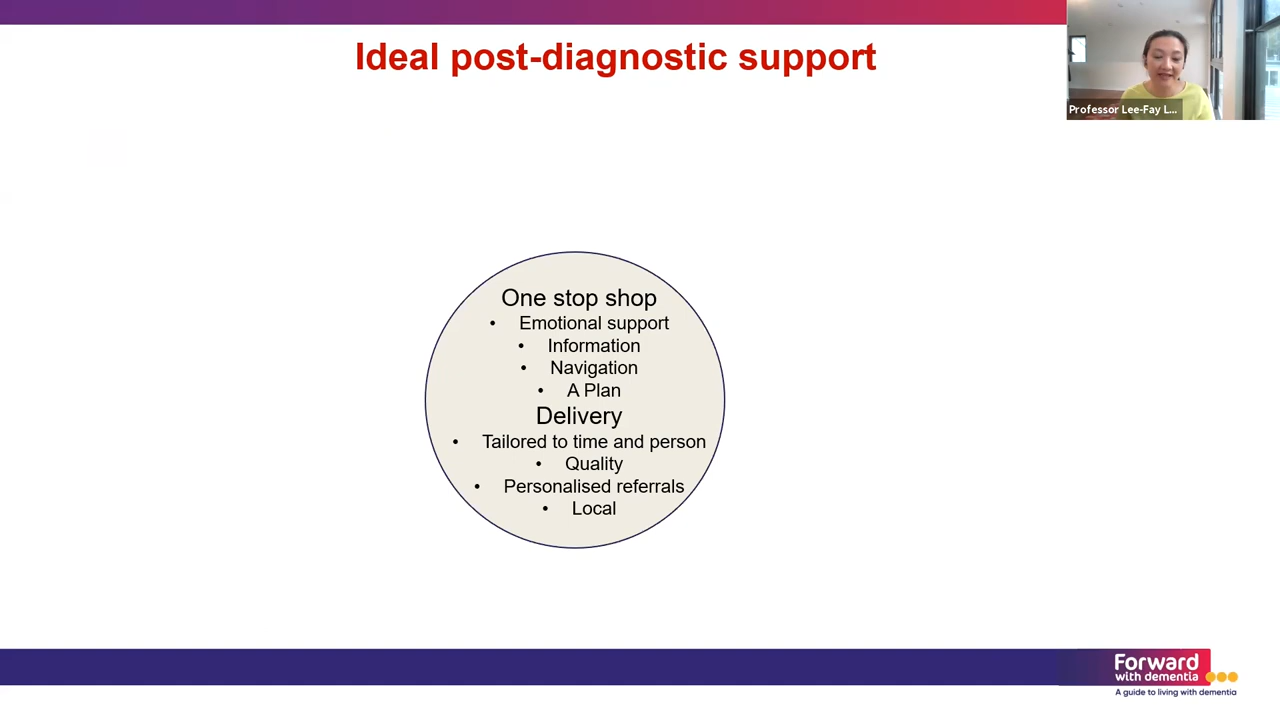 Ideal post-diagnostic support
Professor Lee-Fay L...
One stop shop
• Emotional support
• Information
• Navigation
• A Plan
Delivery
• Tailored to time and person
• Quality
• Personalised referrals
• Local
Forward
with dementia
A guide to living with dementia